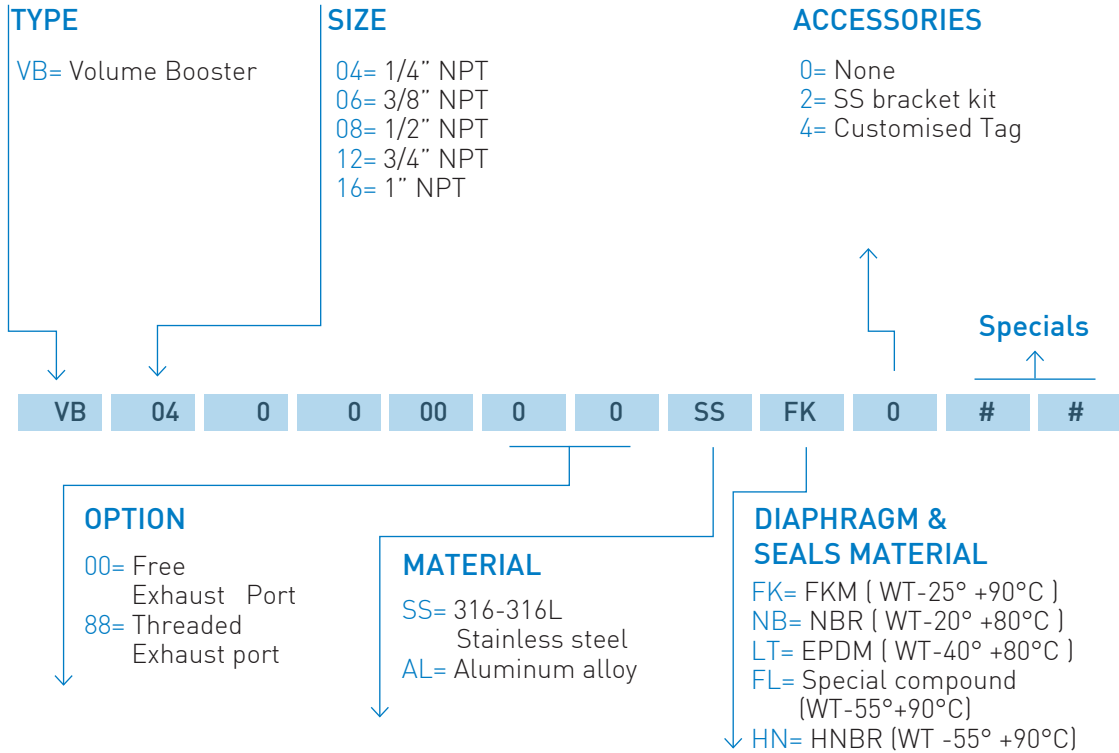 TYPE
VB= Volume Booster
SIZE
04= 1/4” NPT
06= 3/8” NPT
08= 1/2” NPT
12= 3/4” NPT
16= 1” NPT
ACCESSORIES
0= None
2= SS bracket kit
4= Customised Tag
Specials
VB 04 0 0 00 0 0 SS FK 0 # #
OPTION
00= Free
Exhaust Port
88= Threaded
Exhaust port
MATERIAL
SS= 316-316L
Stainless steel
AL= Aluminum alloy
DIAPHRAGM &
SEALS MATERIAL
FK= FKM ( WT-25° +90°C )
NB= NBR ( WT-20° +80°C )
LT= EPDM ( WT-40° +80°C )
FL= Special compound
(WT-55°+90°C)
HN= HNBR (WT -55° +90°C)